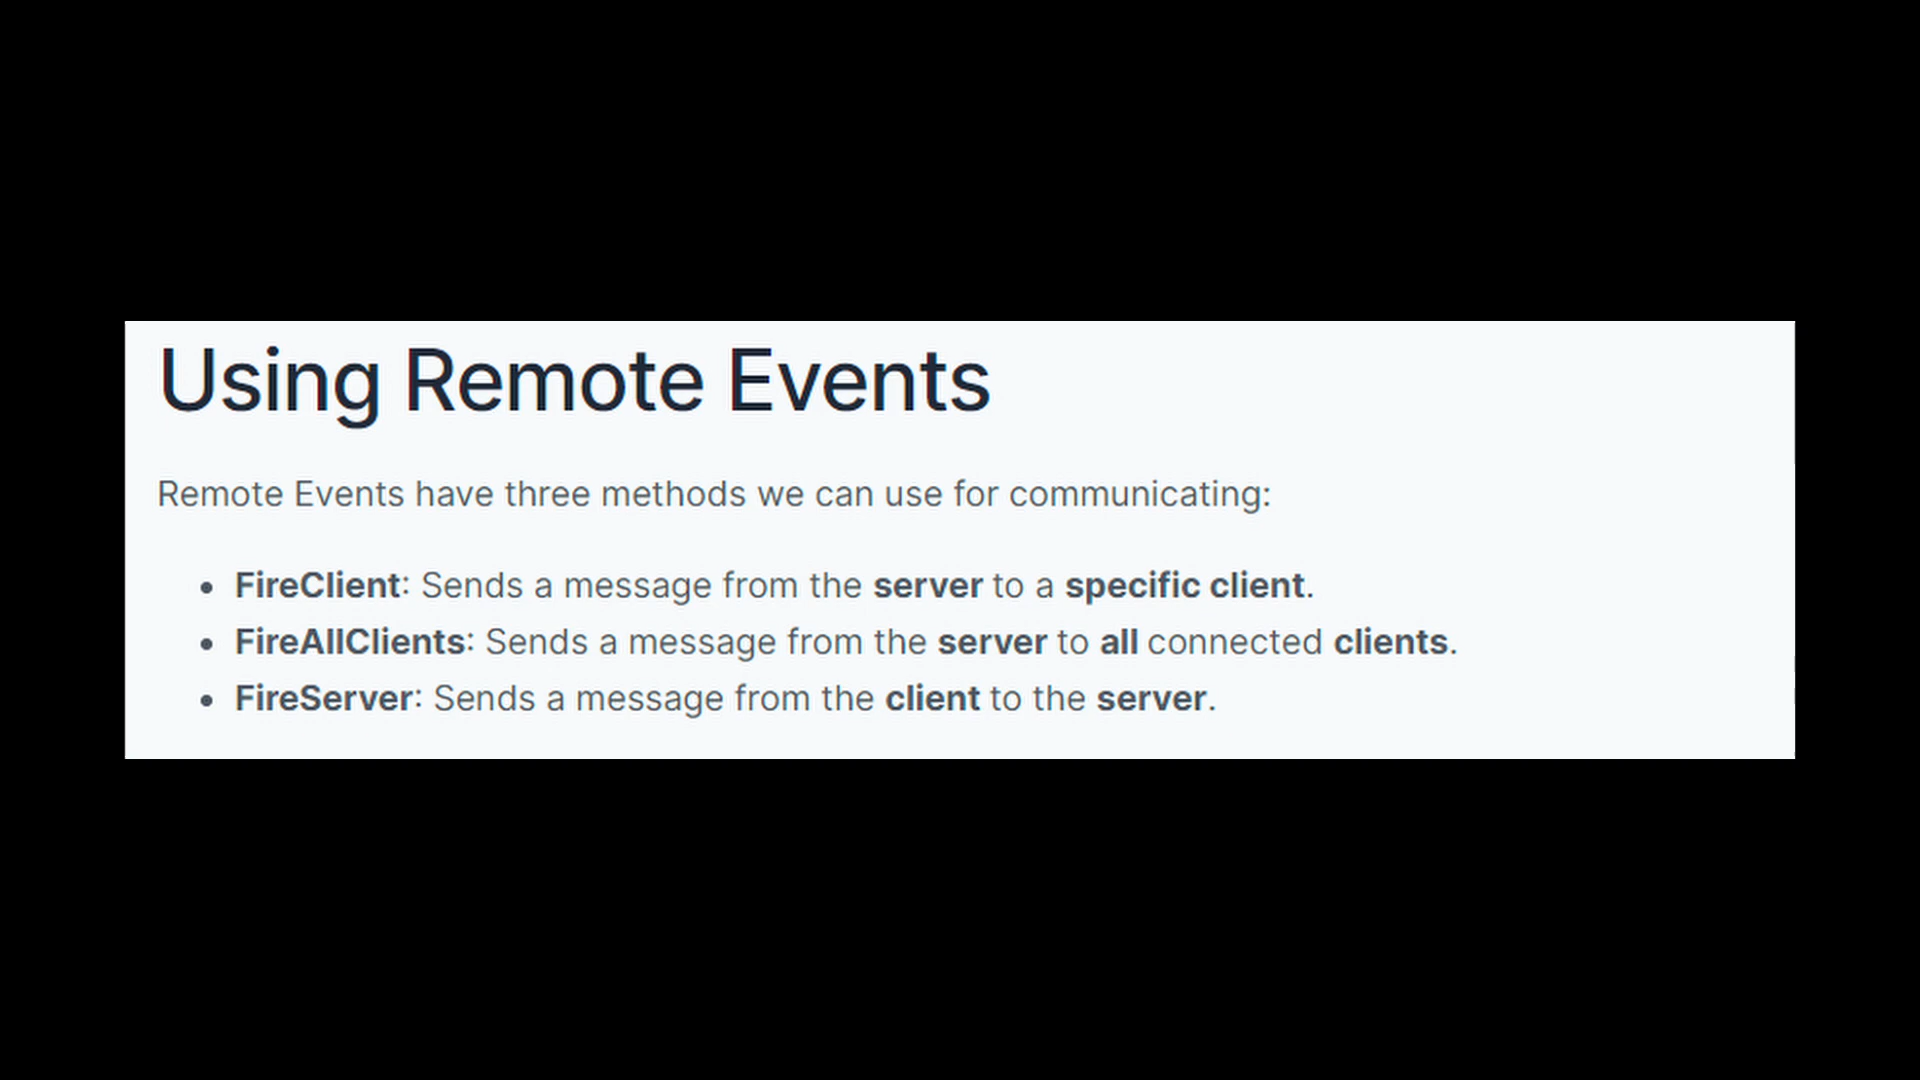 Using Remote Events
Remote Events have three methods we can use for communicating:
• FireClient: Sends a message from the server to a specific client.
• FireAllClients: Sends a message from the server to all connected clients.
• FireServer: Sends a message from the client to the server.